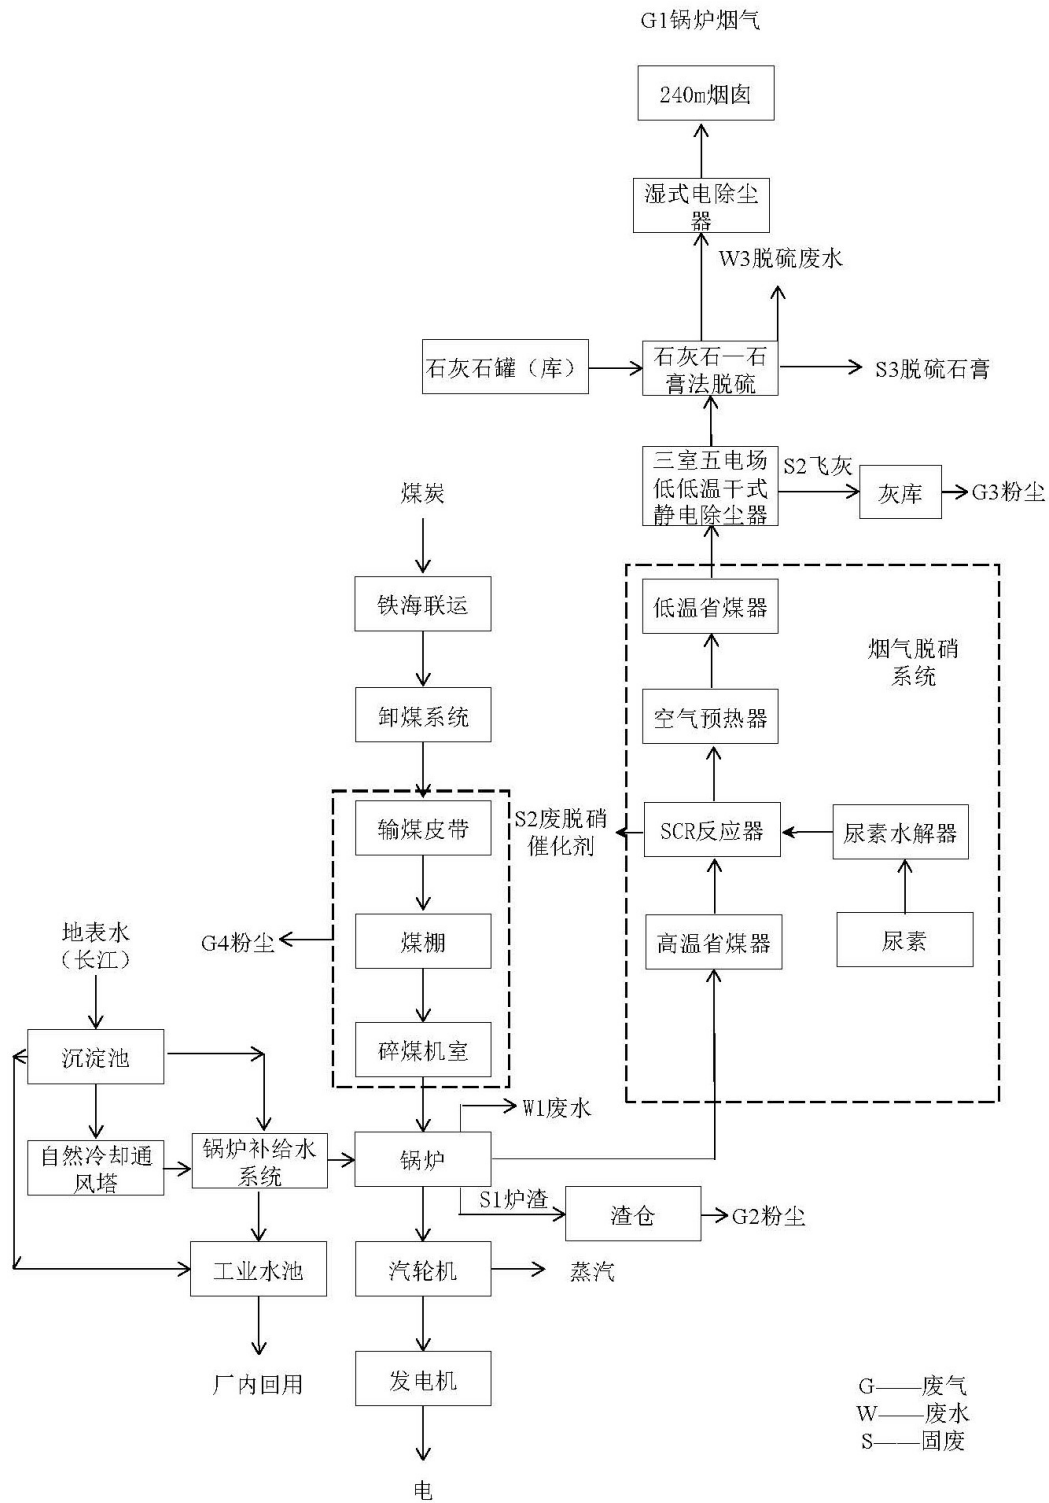 G1锅炉烟气
240m烟囱
湿式电除尘
器
W3脱硫废水
石灰石罐（库）
石灰石—石
膏法脱硫
S3脱硫石膏
三室五电场
低低温干式
静电除尘器
S2飞灰
灰库
G3粉尘
煤炭
铁海联运
低温省煤器
烟气脱硝
系统
卸煤系统
空气预热器
输煤皮带
S2废脱硝
催化剂
SCR反应器
尿素水解器
地表水
（长江）
G4粉尘
煤棚
高温省煤器
尿素
沉淀池
碎煤机室
W1废水
自然冷却通
风塔
锅炉补给水
系统
锅炉
S1炉渣
渣仓
G2粉尘
工业水池
汽轮机
蒸汽
厂内回用
发电机
G——废气
W——废水
S——固废
电